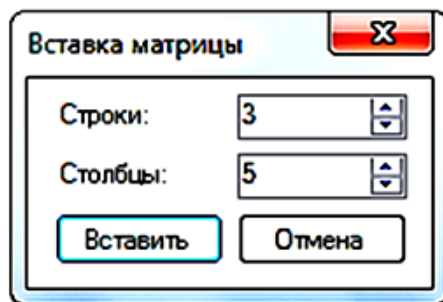 Вставка матрицы
Строки: 3
Столбцы: 5
Вставить Отмена